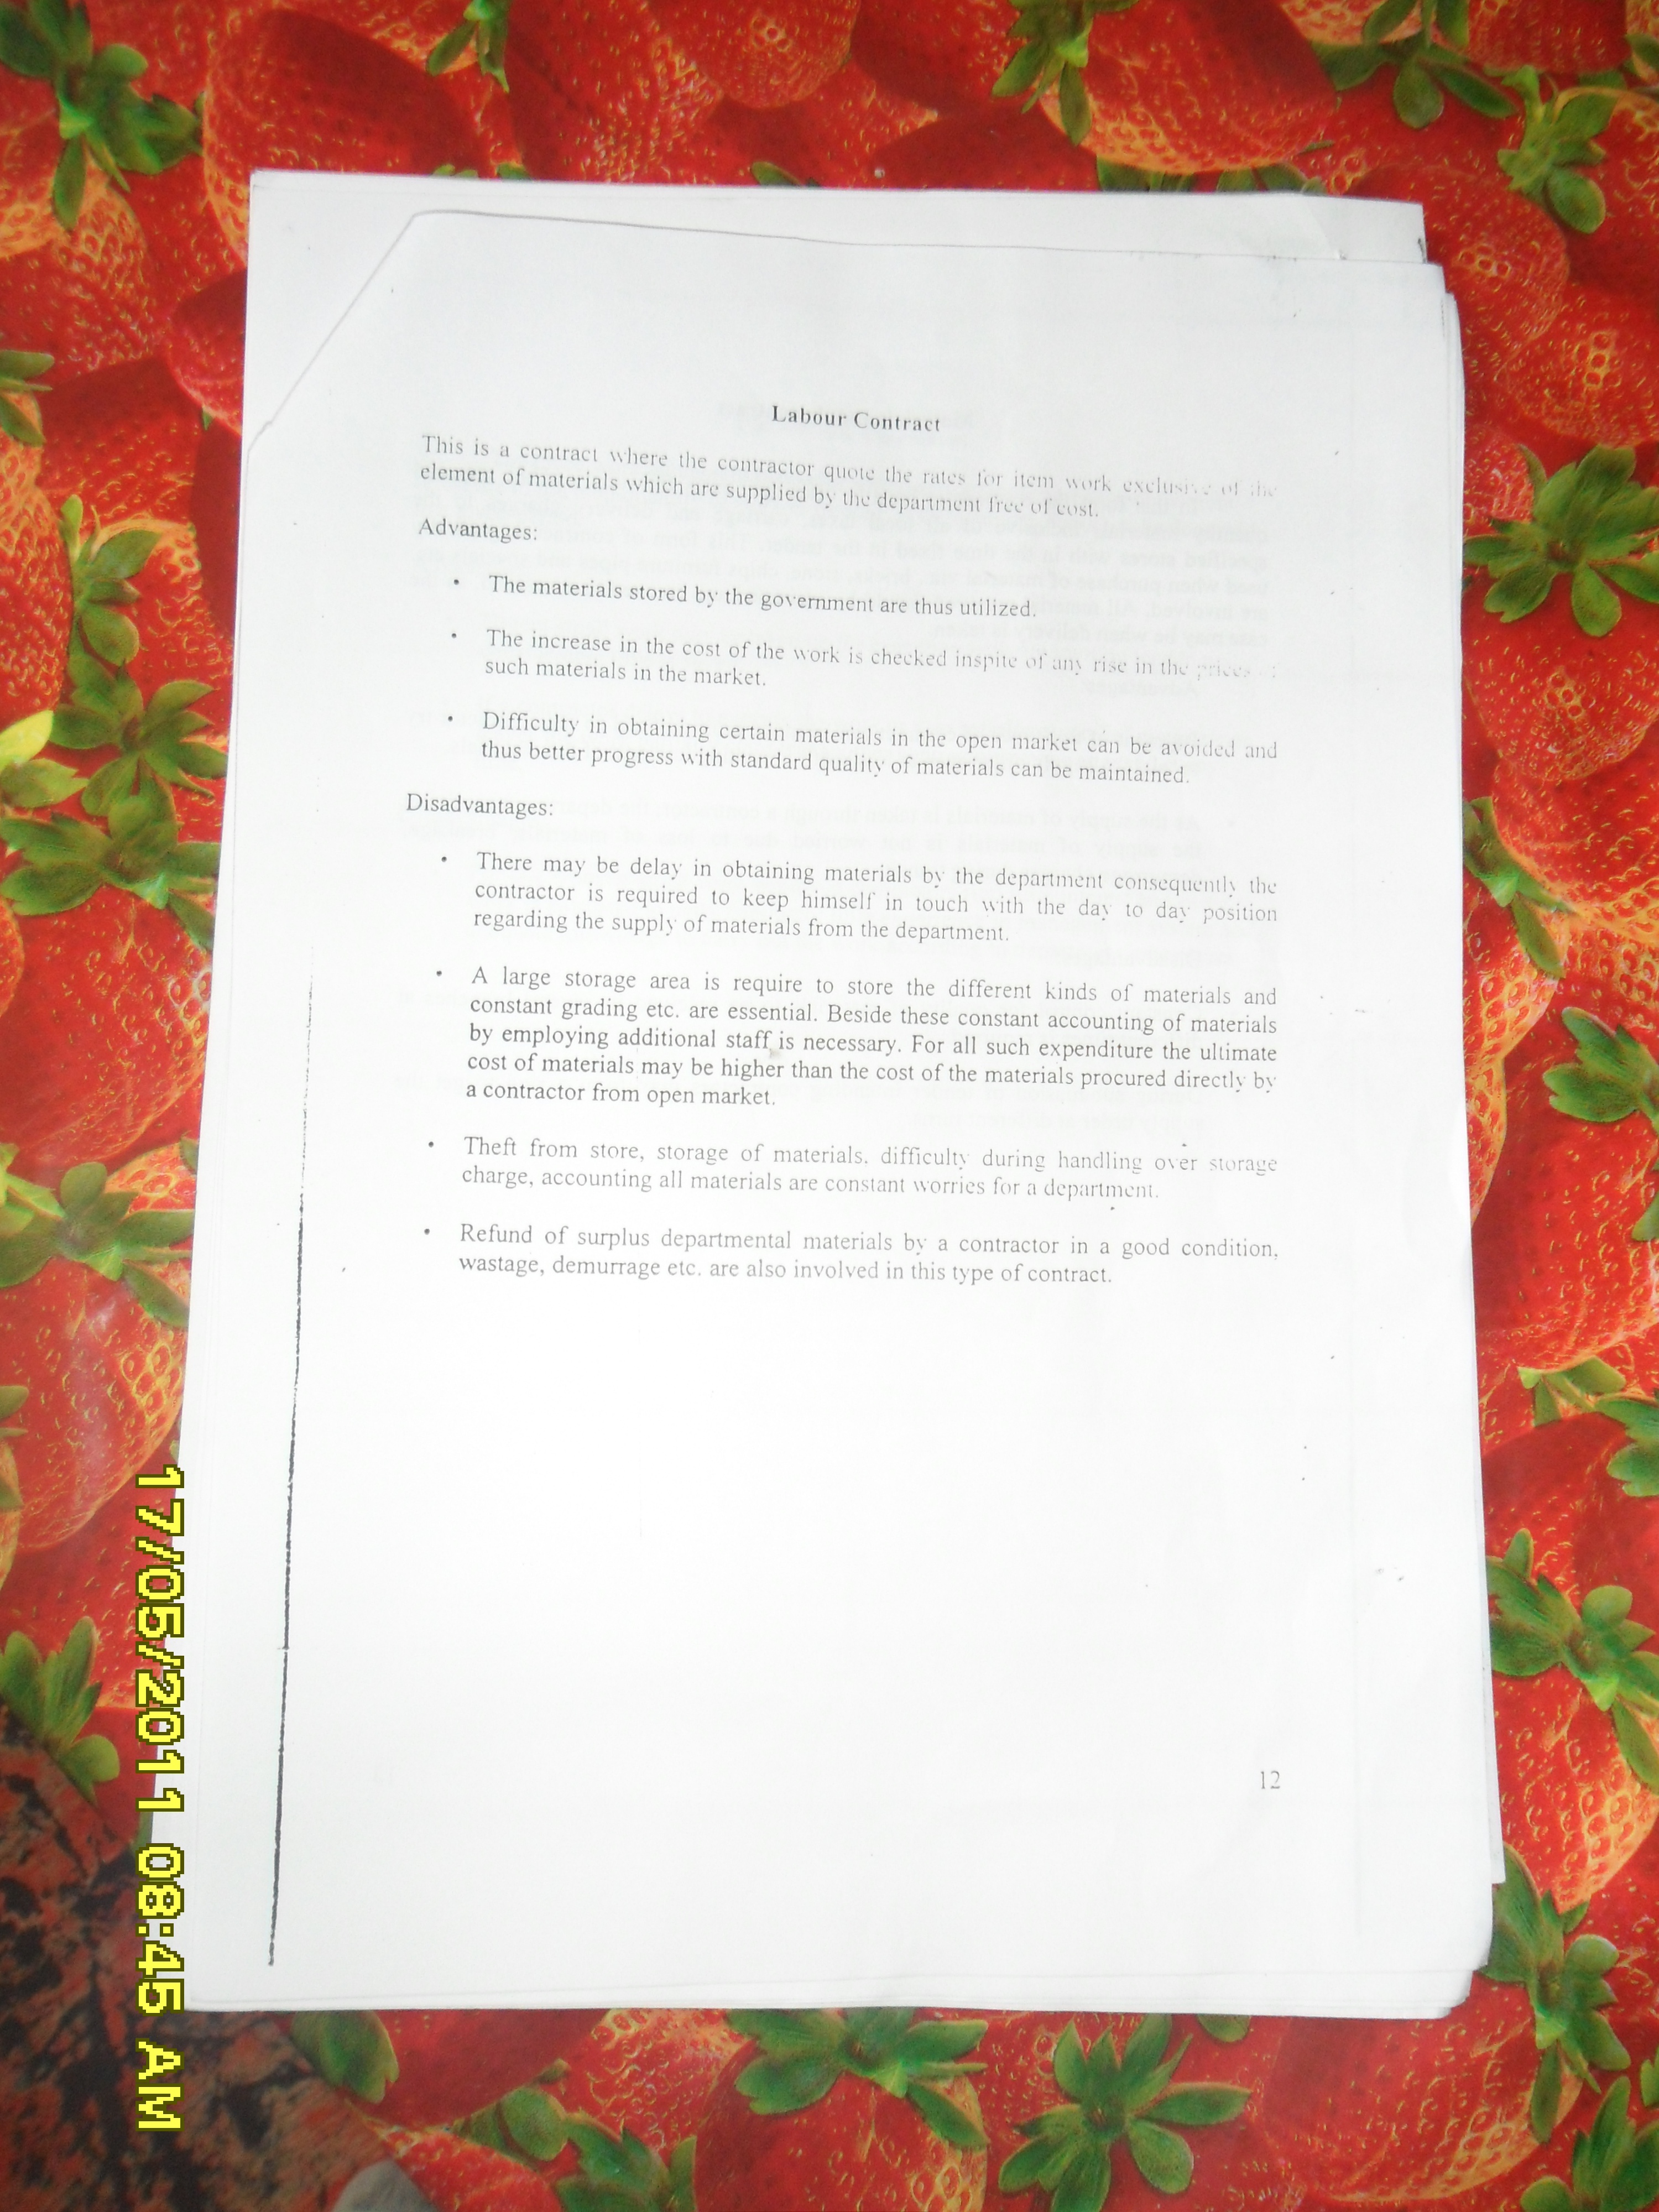 Labour Contract
This is a contract where the contractor quote the rates for item work exclusive of the
element of materials which are supplied by the department free of cost.
Advantages:
• The materials stored by the government are thus utilized.
• The increase in the cost of the work is checked inspite of any rise in the prices
such materials in the market.
• Difficulty in obtaining certain materials in the open market can be avoided and
thus better progress with standard quality of materials can be maintained.
Disadvantages:
• There may be delay in obtaining materials by the department consequently the
contractor is required to keep himself in touch with the day to day position
regarding the supply of materials from the department.
• A large storage area is require to store the different kinds of materials and
constant grading etc. are essential. Beside these constant accounting of materials
by employing additional staff is necessary. For all such expenditure the ultimate
cost of materials may be higher than the cost of the materials procured directly by
a contractor from open market.
• Theft from store, storage of materials. difficulty during handling over storage
charge, accounting all materials are constant worries for a department.
• Refund of surplus departmental materials by a contractor in a good condition,
wastage, demurrage etc. are also involved in this type of contract.
12
17/05/2011 08:45 AM